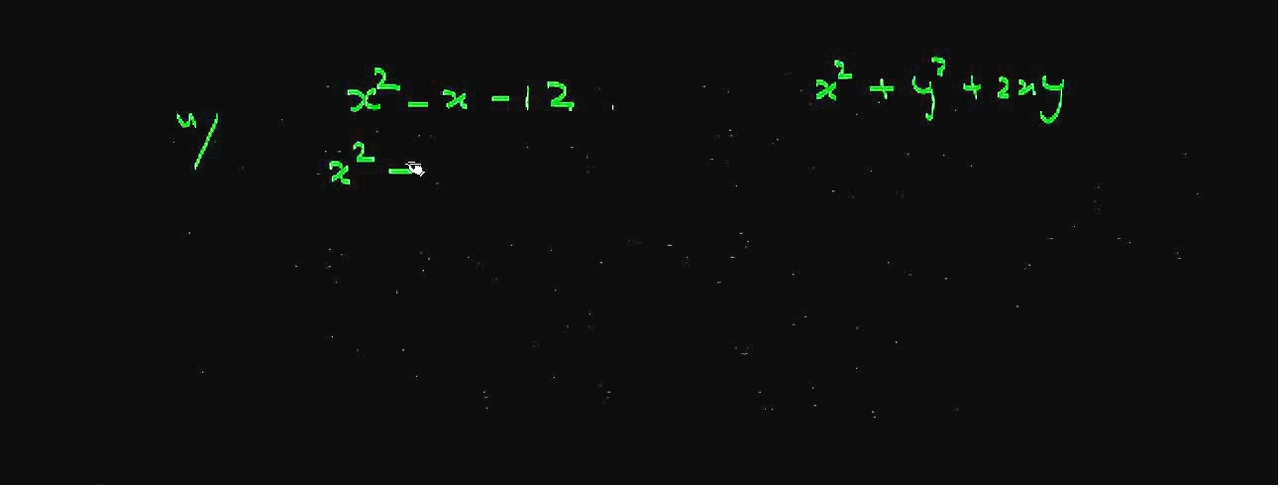 x² - x - 12
x² + y² + 2xy
4/
x² -